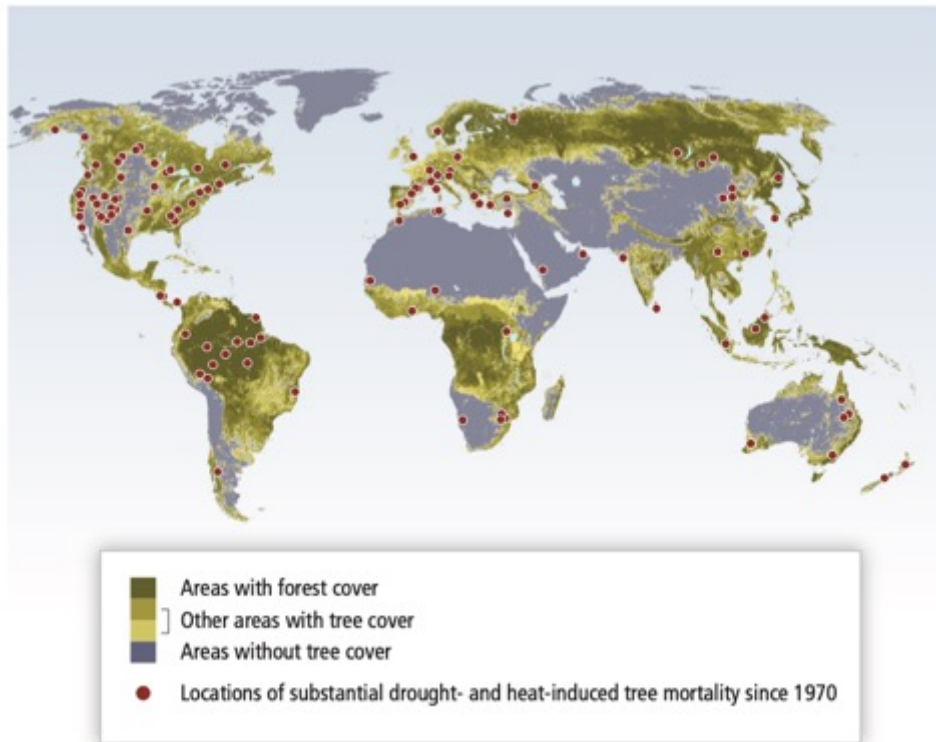 Areas with forest cover
Other areas with tree cover
Areas without tree cover
Locations of substantial drought- and heat-induced tree mortality since 1970